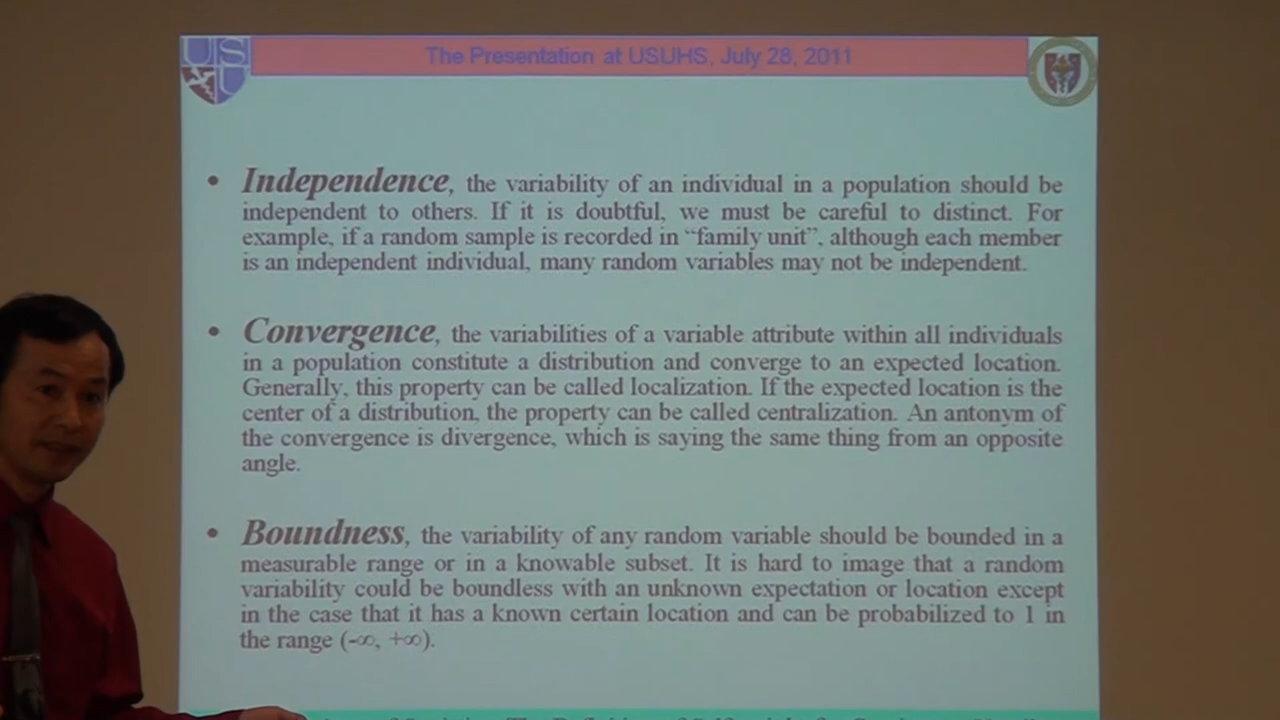 USU
The Presentation at USUHS, July 28, 2011
• Independence, the variability of an individual in a population should be
independent to others. If it is doubtful, we must be careful to distinct. For
example, if a random sample is recorded in “family unit”, although each member
is an independent individual, many random variables may not be independent.
• Convergence, the variabilities of a variable attribute within all individuals
in a population constitute a distribution and converge to an expected location.
Generally, this property can be called localization. If the expected location is the
center of a distribution, the property can be called centralization. An antonym of
the convergence is divergence, which is saying the same thing from an opposite
angle.
• Boundness, the variability of any random variable should be bounded in a
measurable range or in a knowable subset. It is hard to image that a random
variability could be boundless with an unknown expectation or location except
in the case that it has a known certain location and can be probabilized to 1 in
the range (-∞, +∞).